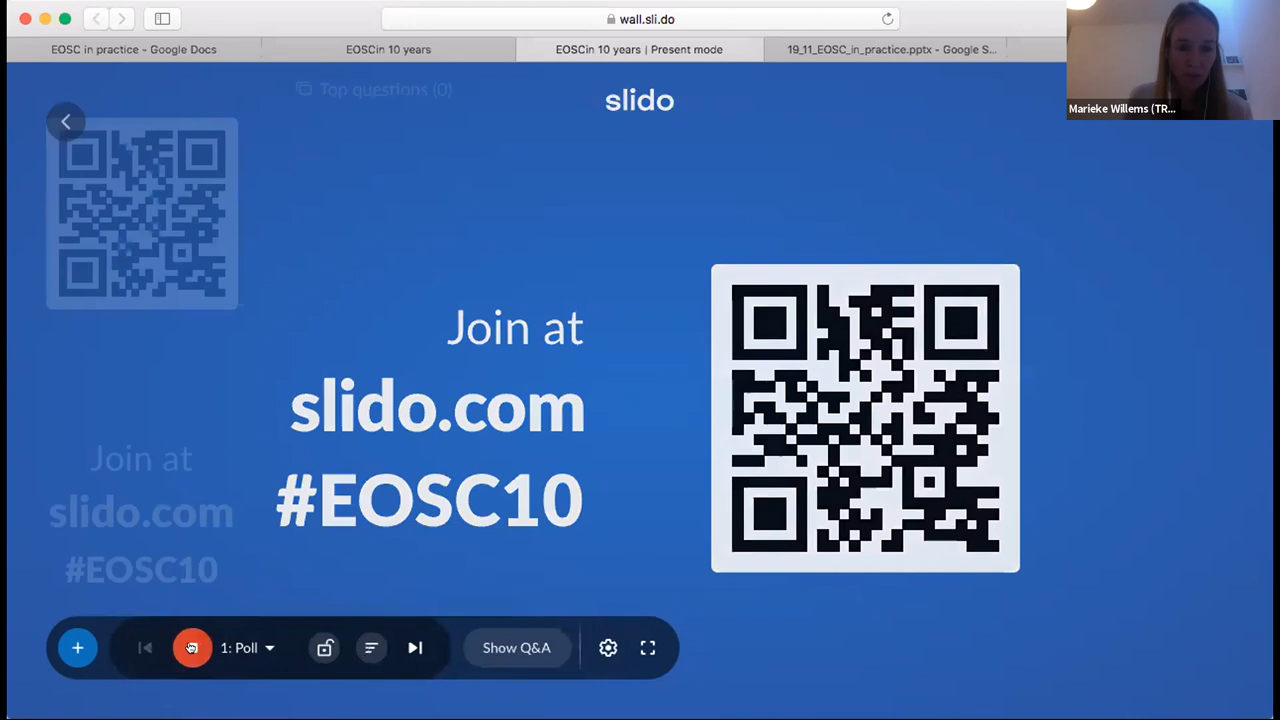 wall.sli.do
EOSC in practice - Google Docs
EOSCin 10 years
EOSCin 10 years | Present mode
19_11_EOSC_in_practice.pptx - Google S...
Marieke Willems (TR...
Top questions (0)
slido
Join at
slido.com
#EOSC10
Join at
slido.com
#EOSC10
1: Poll
Show Q&A